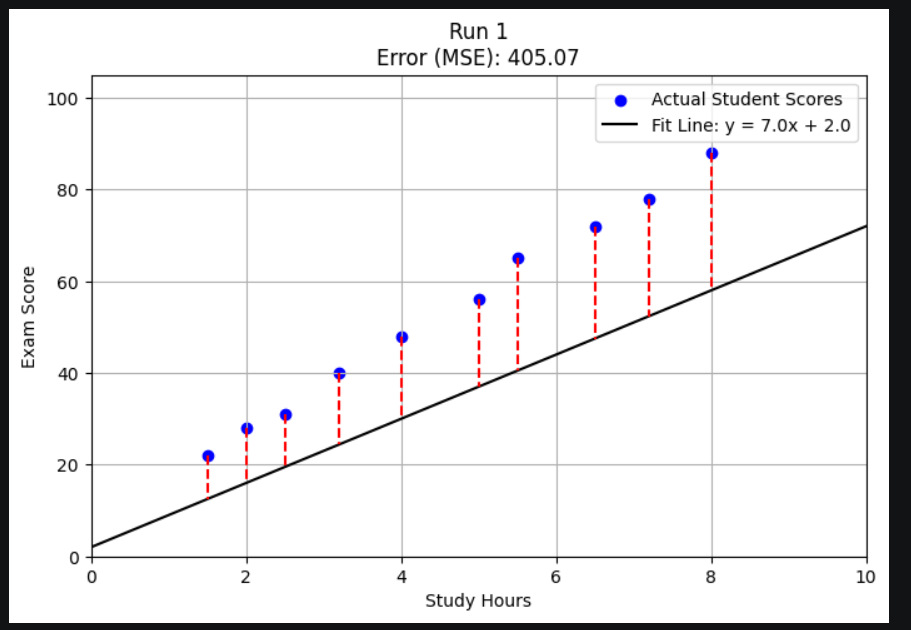 Run 1
Error (MSE): 405.07
Actual Student Scores
Fit Line: y = 7.0x + 2.0
Exam Score
100
80
60
40
20
0
0 2 4 6 8 10
Study Hours